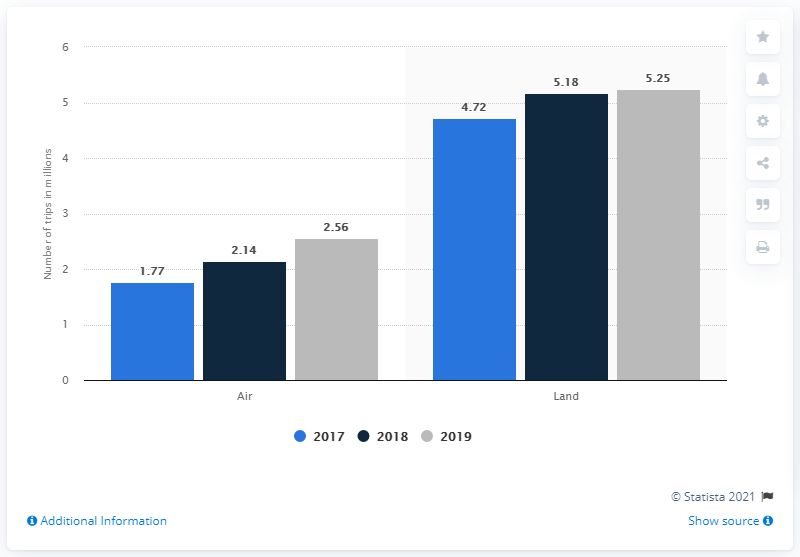 Number of trips in millions
6
5
4
3
2
1
0
1.77
2.14
2.56
4.72
5.18
5.25
Air
Land
2017 2018 2019
© Statista 2021
Additional Information
Show source